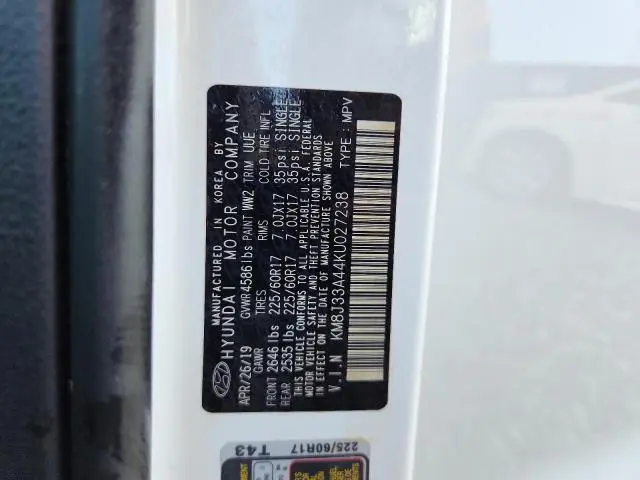 MANUFACTURED IN KOREA BY
HYUNDAI MOTOR COMPANY
APR/26/19 GVWR 4586 lbs PAINT WW2 TRIM UUE
GAWR TIRES RIMS COLD TIRE INFL
FRONT 2646 lbs 225/60R17 7.0JX17 35psi SINGLE
REAR 2535 lbs 225/60R17 7.0JX17 35psi SINGLE
THIS VEHICLE CONFORMS TO ALL APPLICABLE U.S.A. FEDERAL
MOTOR VEHICLE SAFETY BUMPER, AND THEFT PREVENTION STANDARDS
IN EFFECT ON THE DATE OF MANUFACTURE SHOWN ABOVE
V.I.N KM8J33A44KU027238 TYPE: MPV
225/60R17 T43